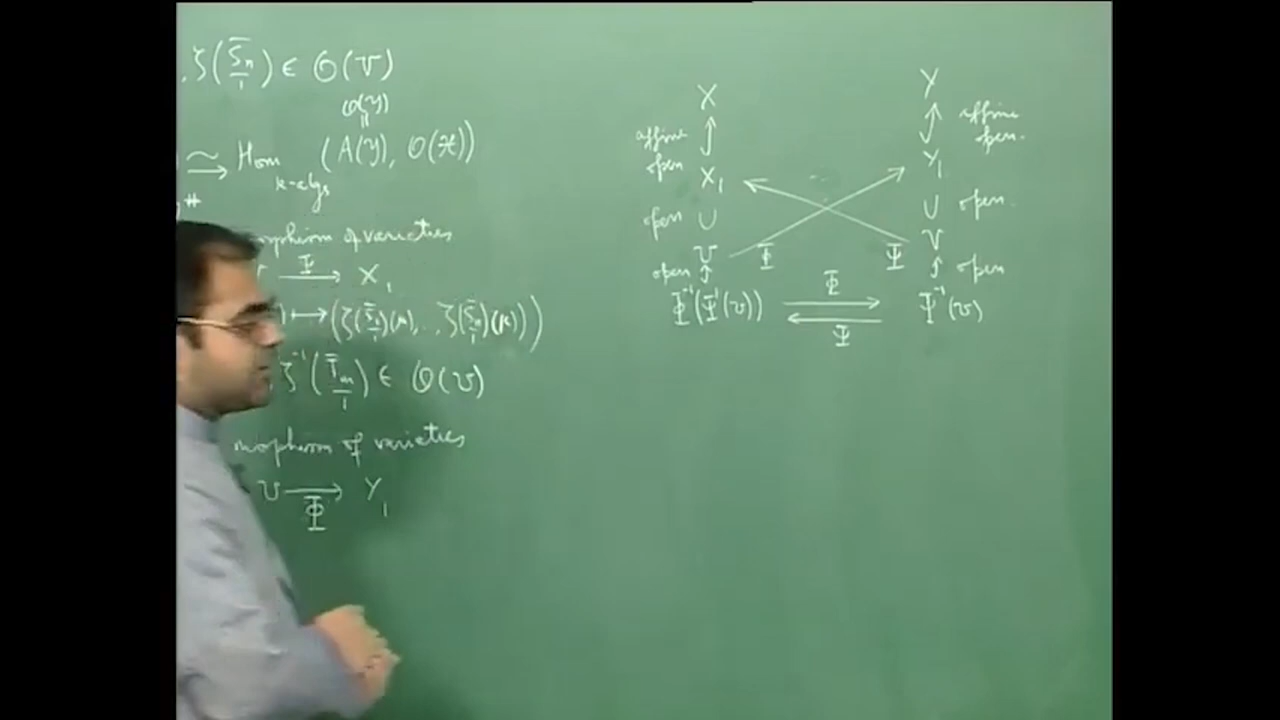 . ζ(S̄ₙ/1) ∈ O(V)
O(Y)
||
≃ Hom (A(Y), O(X))
k-algs
#
morphism of varieties
Ψ → X₁
↦ (ζ(S̄₁/1)(p), .., ζ(S̄ₙ/1)(p))
ζ⁻¹(T̄ₘ/1) ∈ O(U)
morphism of varieties
U → Y₁
Φ
X Y
affine open affine open.
X₁ Y₁
open ∪ ∪ open.
U Φ Ψ V
open open
Φ⁻¹(Ψ⁻¹(U)) Φ Ψ⁻¹(U)
Ψ